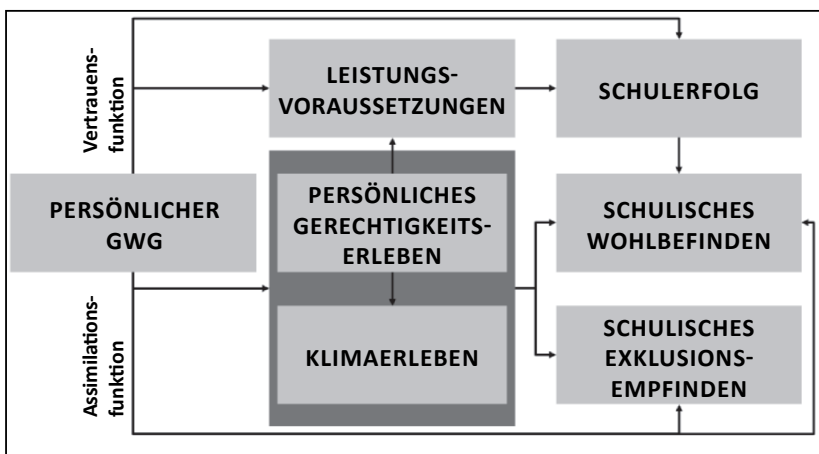 Vertrauens-
funktion
LEISTUNGS-
VORAUSSETZUNGEN
SCHULERFOLG
PERSÖNLICHER
GWG
PERSÖNLICHES
GERECHTIGKEITS-
ERLEBEN
SCHULISCHES
WOHLBEFINDEN
Assimilations-
funktion
KLIMAERLEBEN
SCHULISCHES
EXKLUSIONS-
EMPFINDEN